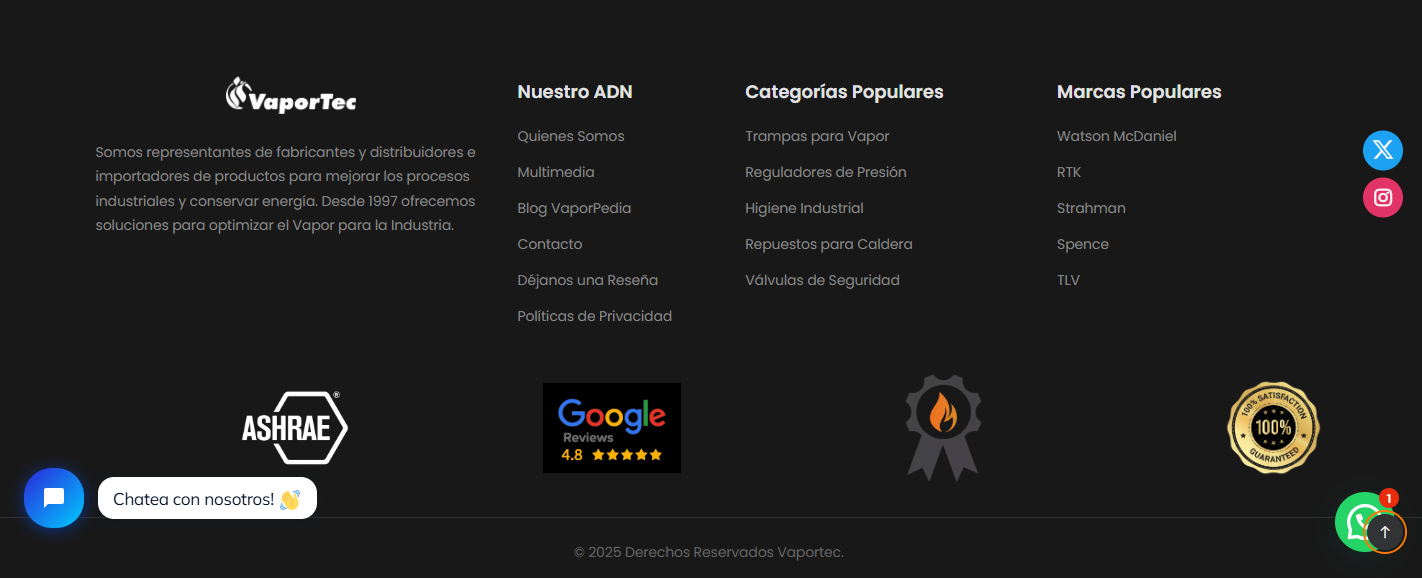 VaporTec
Somos representantes de fabricantes y distribuidores e
importadores de productos para mejorar los procesos
industriales y conservar energía. Desde 1997 ofrecemos
soluciones para optimizar el Vapor para la Industria.
Nuestro ADN
Quienes Somos
Multimedia
Blog VaporPedia
Contacto
Déjanos una Reseña
Políticas de Privacidad
Categorías Populares
Trampas para Vapor
Reguladores de Presión
Higiene Industrial
Repuestos para Caldera
Válvulas de Seguridad
Marcas Populares
Watson McDaniel
RTK
Strahman
Spence
TLV
ASHRAE®
Google
Reviews
4.8
100% SATISFACTION
100%
GUARANTEED
Chatea con nosotros! 👋
1
© 2025 Derechos Reservados Vaportec.